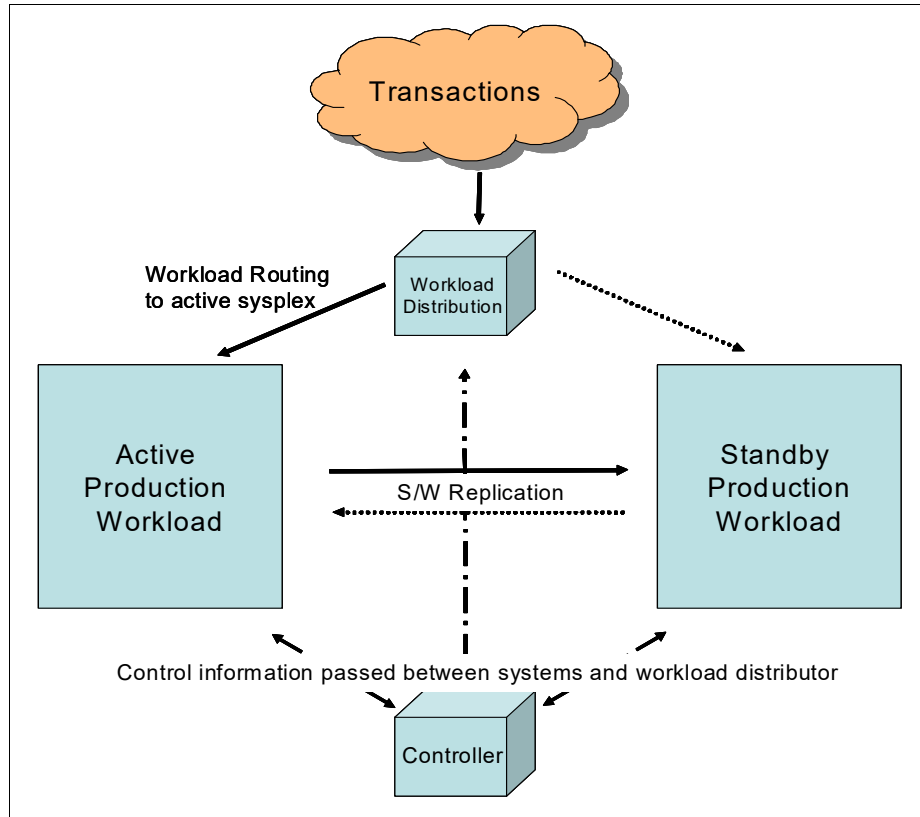 Transactions
Workload Routing
to active sysplex
Workload
Distribution
Active
Production
Workload
S/W Replication
Standby
Production
Workload
Control information passed between systems and workload distributor
Controller